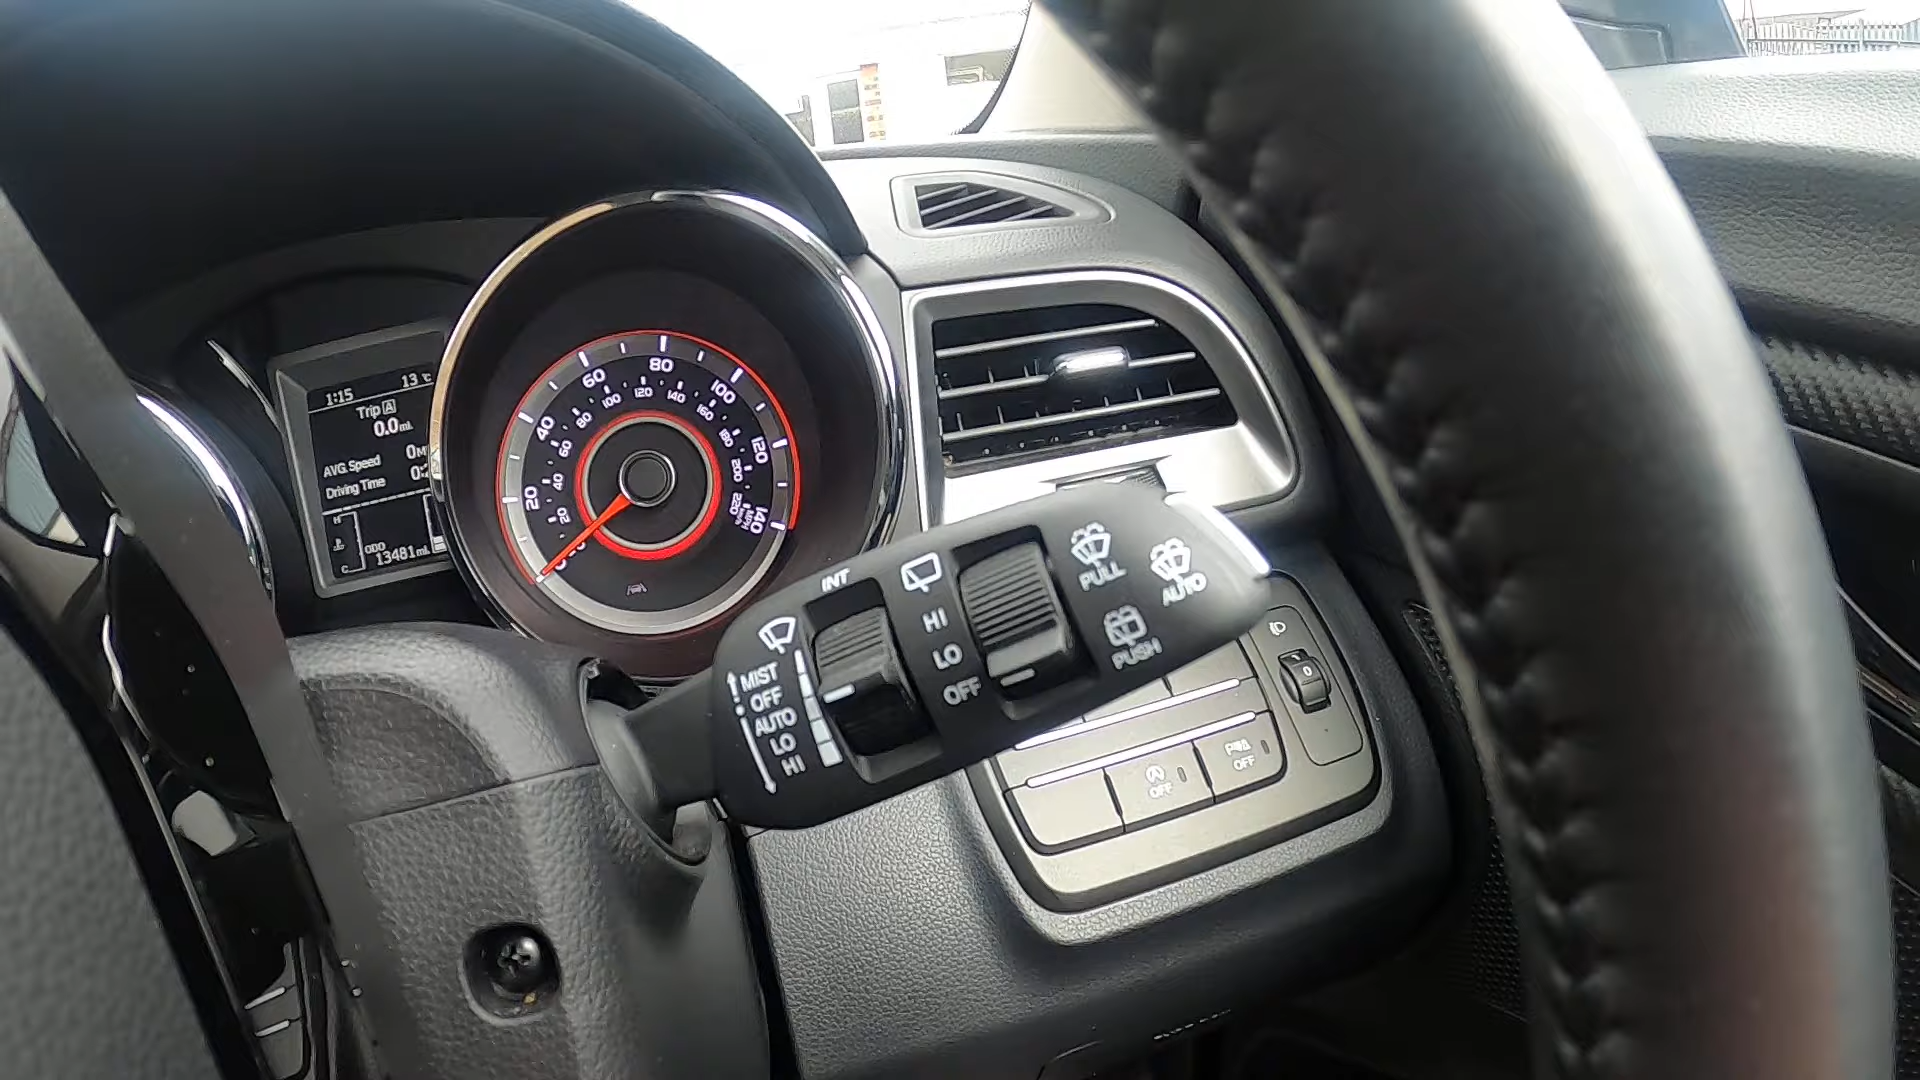 1:15 13°C
Trip A
0.0 mi.
AVG. Speed
Driving Time
H
C
ODO
13481 mi.
20 40 60 80 100 120 140
20 40 60 80 100 120 140 160 180 200 220
MPH
km/h
INT
MIST
OFF
AUTO
LO
HI
HI
LO
OFF
PULL
PUSH
AUTO
0
A
OFF
OFF